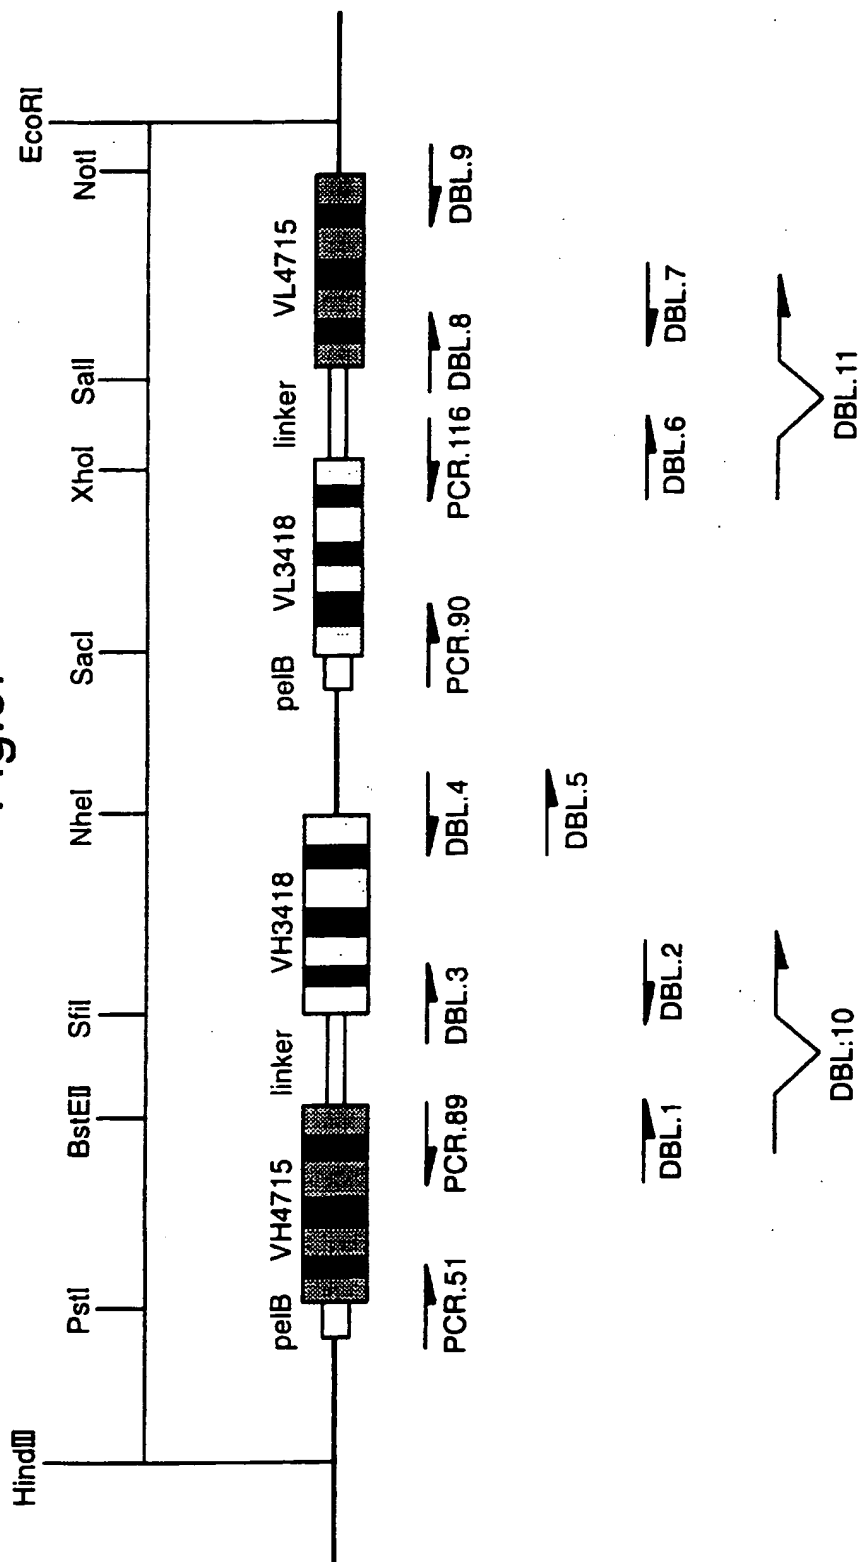 HindIII
PstI
BstEII
SfiI
NheI
SacI
XhoI
SalI
NotI
EcoRI
pelB
VH4715
linker
VH3418
pelB
VL3418
linker
VL4715
PCR.51
PCR.89
DBL.3
DBL.4
PCR.90
PCR.116
DBL.8
DBL.9
DBL.5
DBL.1
DBL.2
DBL.6
DBL.7
DBL.10
DBL.11